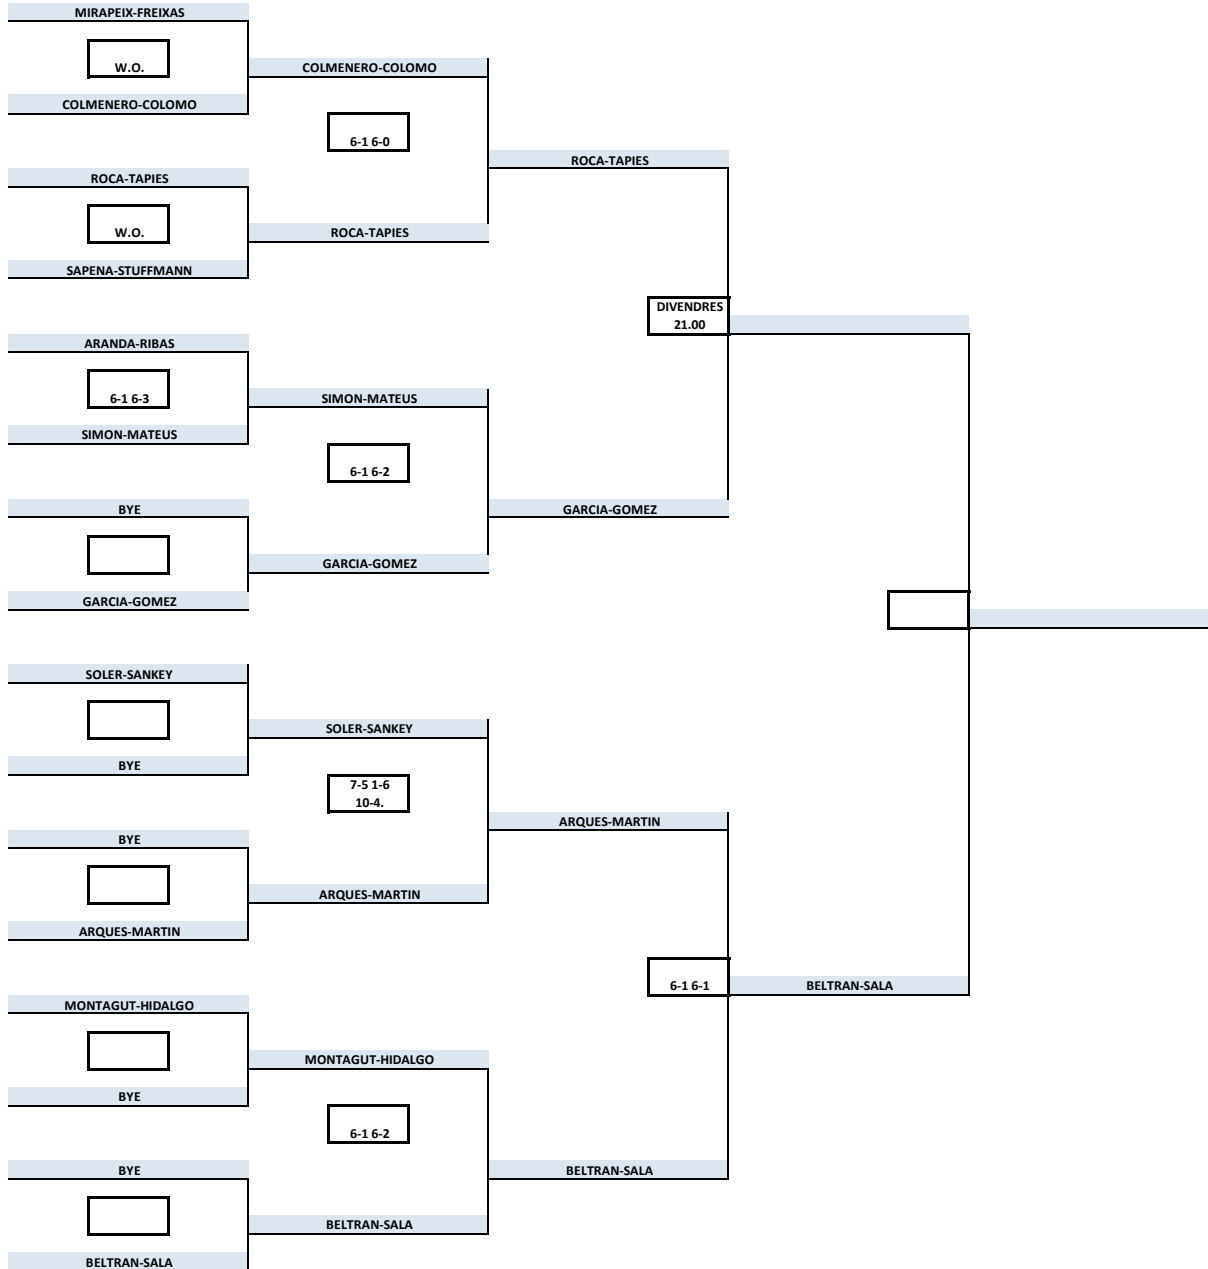 MIRAPEIX-FREIXAS
W.O.
COLMENERO-COLOMO
COLMENERO-COLOMO
6-1 6-0
ROCA-TAPIES
ROCA-TAPIES
W.O.
ROCA-TAPIES
SAPENA-STUFFMANN
DIVENDRES
21.00
ARANDA-RIBAS
6-1 6-3
SIMON-MATEUS
SIMON-MATEUS
6-1 6-2
BYE
GARCIA-GOMEZ
GARCIA-GOMEZ
GARCIA-GOMEZ
SOLER-SANKEY
SOLER-SANKEY
BYE
7-5 1-6
10-4.
ARQUES-MARTIN
BYE
ARQUES-MARTIN
ARQUES-MARTIN
6-1 6-1
BELTRAN-SALA
MONTAGUT-HIDALGO
MONTAGUT-HIDALGO
BYE
6-1 6-2
BYE
BELTRAN-SALA
BELTRAN-SALA
BELTRAN-SALA